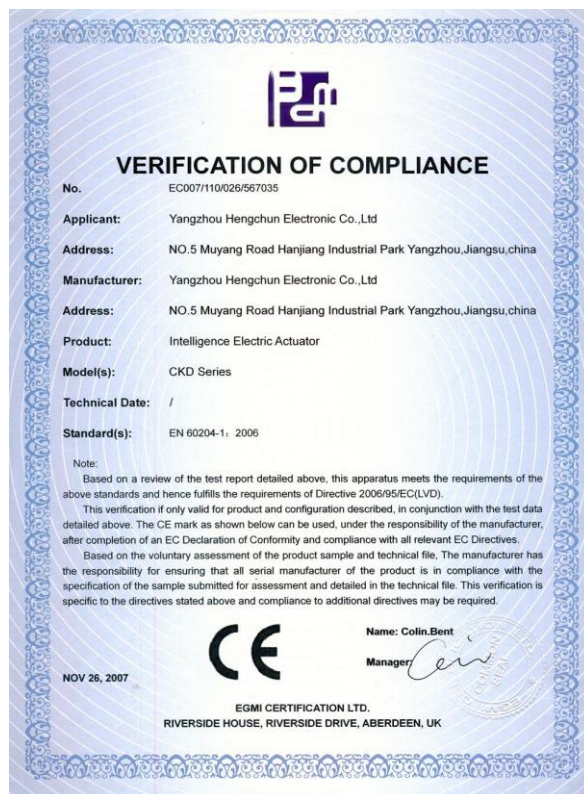 VERIFICATION OF COMPLIANCE
No. EC007/110/026/567035
Applicant: Yangzhou Hengchun Electronic Co.,Ltd
Address: NO.5 Muyang Road Hanjiang Industrial Park Yangzhou,Jiangsu,china
Manufacturer: Yangzhou Hengchun Electronic Co.,Ltd
Address: NO.5 Muyang Road Hanjiang Industrial Park Yangzhou,Jiangsu,china
Product: Intelligence Electric Actuator
Model(s): CKD Series
Technical Date: /
Standard(s): EN 60204-1: 2006
Note:
Based on a review of the test report detailed above, this apparatus meets the requirements of the
above standards and hence fulfills the requirements of Directive 2006/95/EC(LVD).
This verification if only valid for product and configuration described, in conjunction with the test data
detailed above. The CE mark as shown below can be used, under the responsibility of the manufacturer,
after completion of an EC Declaration of Conformity and compliance with all relevant EC Directives.
Based on the voluntary assessment of the product sample and technical file, The manufacturer has
the responsibility for ensuring that all serial manufacturer of the product is in compliance with the
specification of the sample submitted for assessment and detailed in the technical file. This verification is
specific to the directives stated above and compliance to additional directives may be required.
CE
Name: Colin.Bent
Manager:
NOV 26, 2007
EGMI CERTIFICATION LTD.
RIVERSIDE HOUSE, RIVERSIDE DRIVE, ABERDEEN, UK